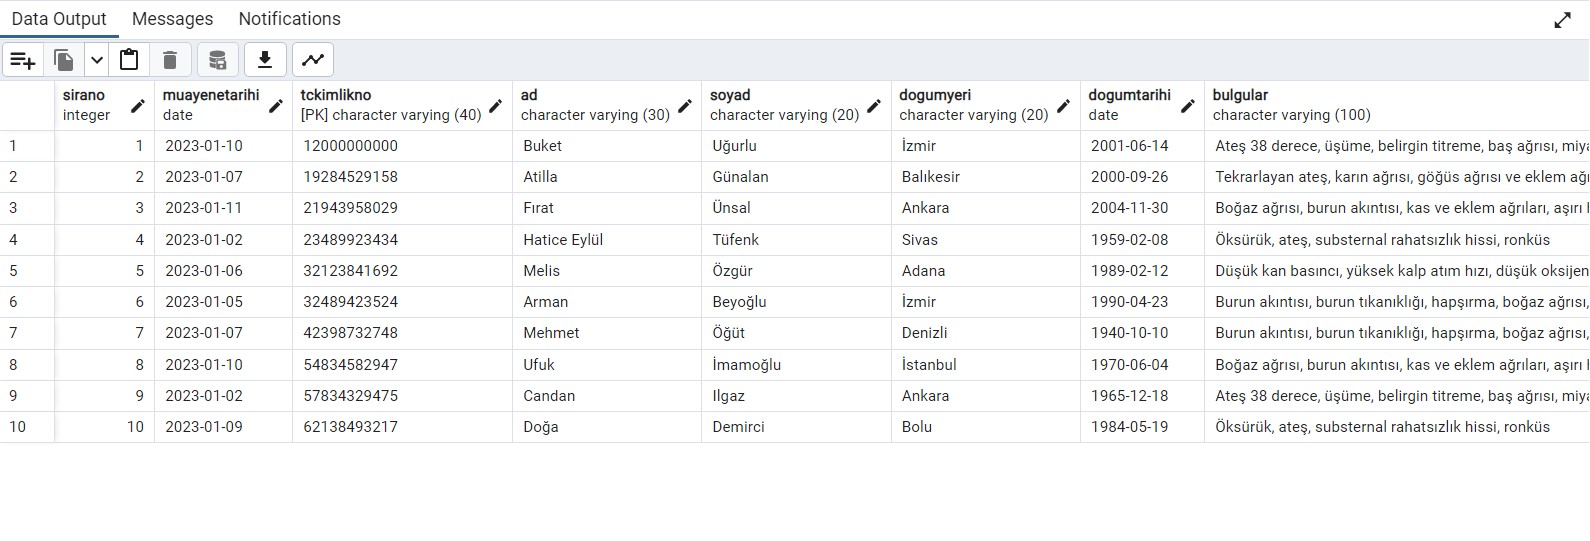 Data Output Messages Notifications
sirano muayenetarihi tckimlikno ad soyad dogumyeri dogumtarihi bulgular
integer date [PK] character varying (40) character varying (30) character varying (20) character varying (20) date character varying (100)
1 1 2023-01-10 12000000000 Buket Uğurlu İzmir 2001-06-14 Ateş 38 derece, üşüme, belirgin titreme, baş ağrısı,
2 2 2023-01-07 19284529158 Atilla Günalan Balıkesir 2000-09-26 Tekrarlayan ateş, karın ağrısı, göğüs ağrısı ve eklem
3 3 2023-01-11 21943958029 Fırat Ünsal Ankara 2004-11-30 Boğaz ağrısı, burun akıntısı, kas ve eklem ağrıları, aşırı
4 4 2023-01-02 23489923434 Hatice Eylül Tüfenk Sivas 1959-02-08 Öksürük, ateş, substernal rahatsızlık hissi, ronküs
5 5 2023-01-06 32123841692 Melis Özgür Adana 1989-02-12 Düşük kan basıncı, yüksek kalp atım hızı, düşük oksijen
6 6 2023-01-05 32489423524 Arman Beyoğlu İzmir 1990-04-23 Burun akıntısı, burun tıkanıklığı, hapşırma, boğaz ağrısı,
7 7 2023-01-07 42398732748 Mehmet Öğüt Denizli 1940-10-10 Burun akıntısı, burun tıkanıklığı, hapşırma, boğaz ağrısı,
8 8 2023-01-10 54834582947 Ufuk İmamoğlu İstanbul 1970-06-04 Boğaz ağrısı, burun akıntısı, kas ve eklem ağrıları, aşırı
9 9 2023-01-02 57834329475 Candan Ilgaz Ankara 1965-12-18 Ateş 38 derece, üşüme, belirgin titreme, baş ağrısı,
10 10 2023-01-09 62138493217 Doğa Demirci Bolu 1984-05-19 Öksürük, ateş, substernal rahatsızlık hissi, ronküs